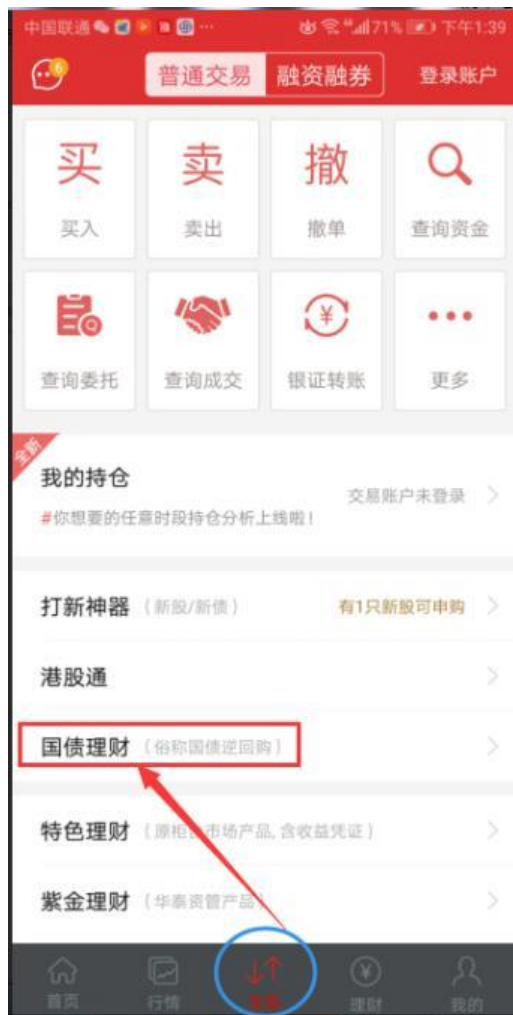 中国联通 71% 下午1:39
6 普通交易 融资融券 登录账户
买 卖 撤
买入 卖出 撤单 查询资金
查询委托 查询成交 银证转账 更多
全新
我的持仓
#你想要的任意时段持仓分析上线啦! 交易账户未登录
打新神器 (新股/新债) 有1只新股可申购
港股通
国债理财 (俗称国债逆回购)
特色理财 (原柜台市场产品, 含收益凭证)
紫金理财 (华泰资管产品)
首页 行情 交易 理财 我的